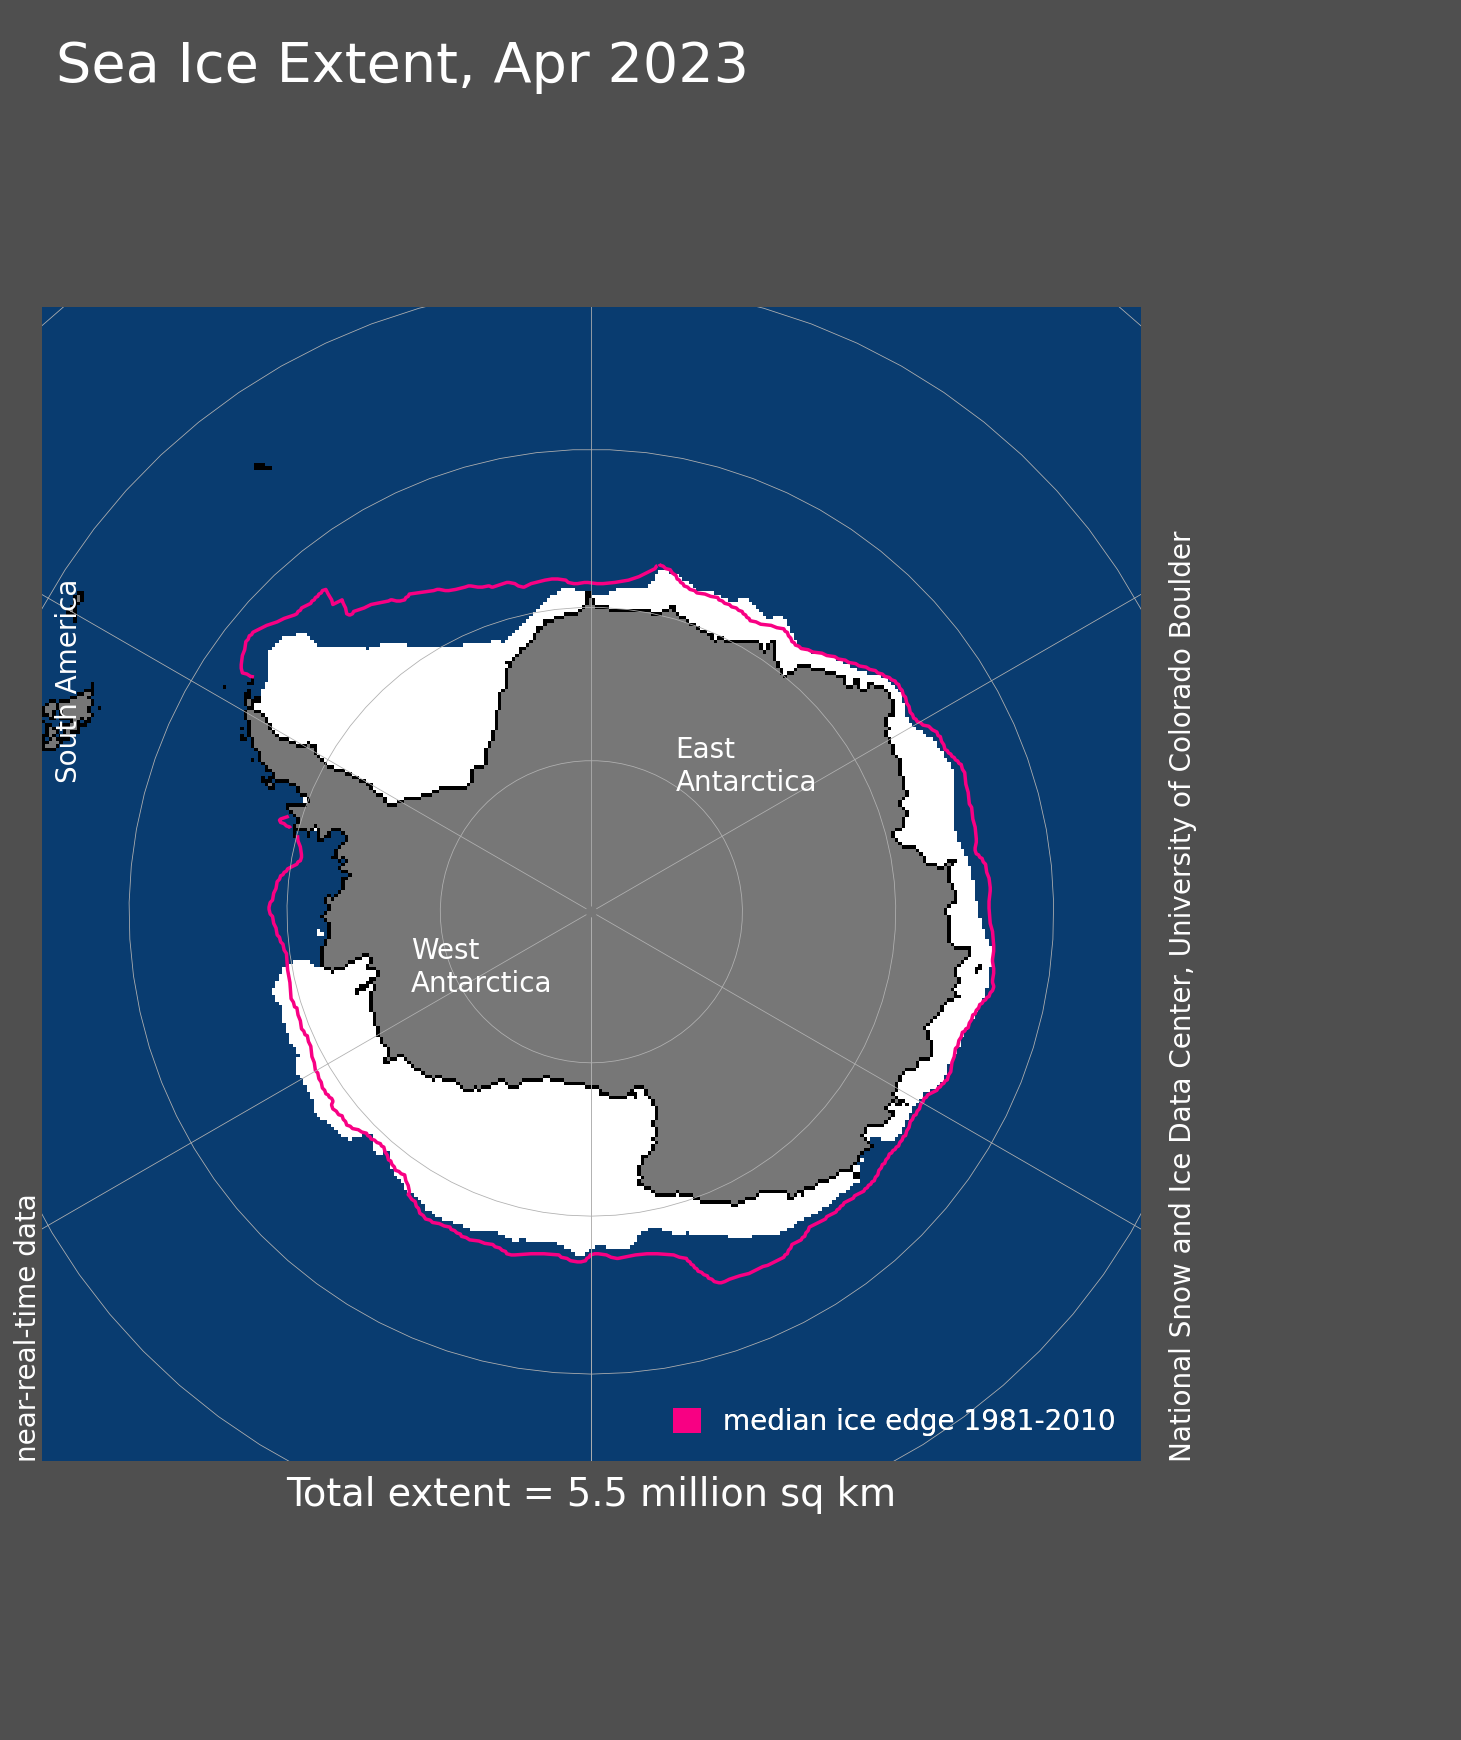 Sea Ice Extent, Apr 2023
South America
East
Antarctica
West
Antarctica
near-real-time data
National Snow and Ice Data Center, University of Colorado Boulder
median ice edge 1981-2010
Total extent = 5.5 million sq km